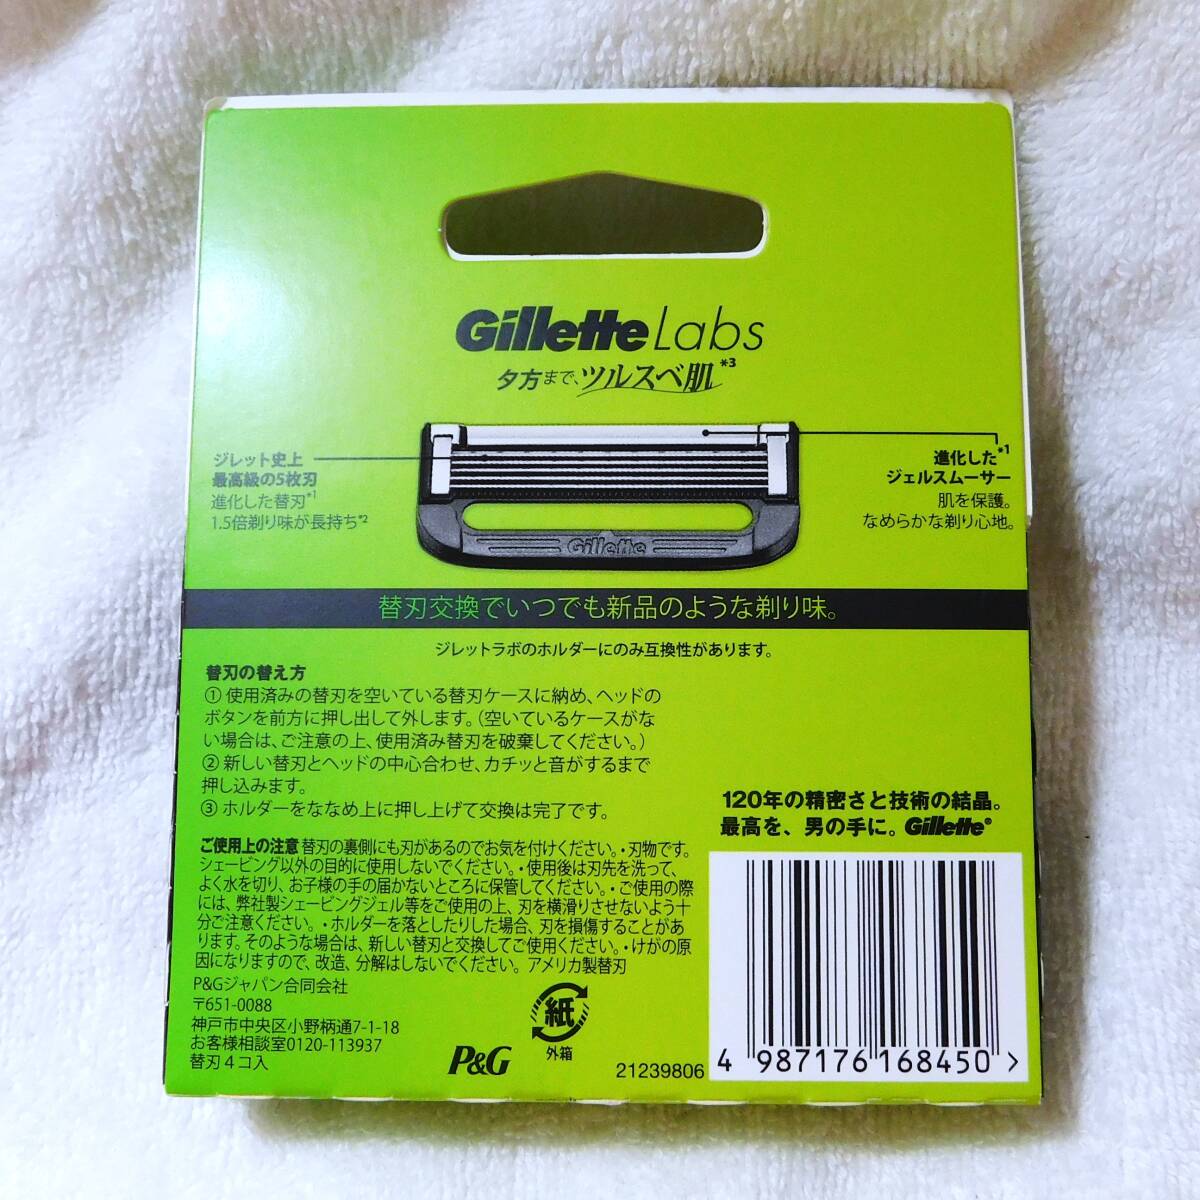 Gillette Labs
夕方まで、ツルスベ肌*3
ジレット史上
最高級の5枚刃
進化した替刃*1
1.5倍剃り味が長持ち*2
進化した*1
ジェルスムーサー
肌を保護。
なめらかな剃り心地。
Gillette
替刃交換でいつでも新品のような剃り味。
ジレットラボのホルダーにのみ互換性があります。
替刃の替え方
① 使用済みの替刃を空いている替刃ケースに納め、ヘッドの
ボタンを前方に押し出して外します。（空いているケースがな
い場合は、ご注意の上、使用済み替刃を破棄してください。）
② 新しい替刃とヘッドの中心合わせ、カチッと音がするまで
押し込みます。
③ ホルダーをななめ上に押し上げて交換は完了です。
ご使用上の注意 替刃の裏側にも刃があるのでお気を付けください。・刃物です。
シェービング以外の目的に使用しないでください。・使用後は刃先を洗って、
よく水を切り、お子様の手の届かないところに保管してください。・ご使用の際
には、弊社製シェービングジェル等をご使用の上、刃を横滑りさせないよう十
分ご注意ください。・ホルダーを落としたりした場合、刃を損傷することがあ
ります。そのような場合は、新しい替刃と交換してご使用ください。・けがの原
因になりますので、改造、分解はしないでください。アメリカ製替刃
P&Gジャパン合同会社
〒651-0088
神戸市中央区小野柄通7-1-18
お客様相談室0120-113937
替刃4コ入
紙
外箱
P&G
21239806
120年の精密さと技術の結晶。
最高を、男の手に。Gillette®
4 987176 168450 >